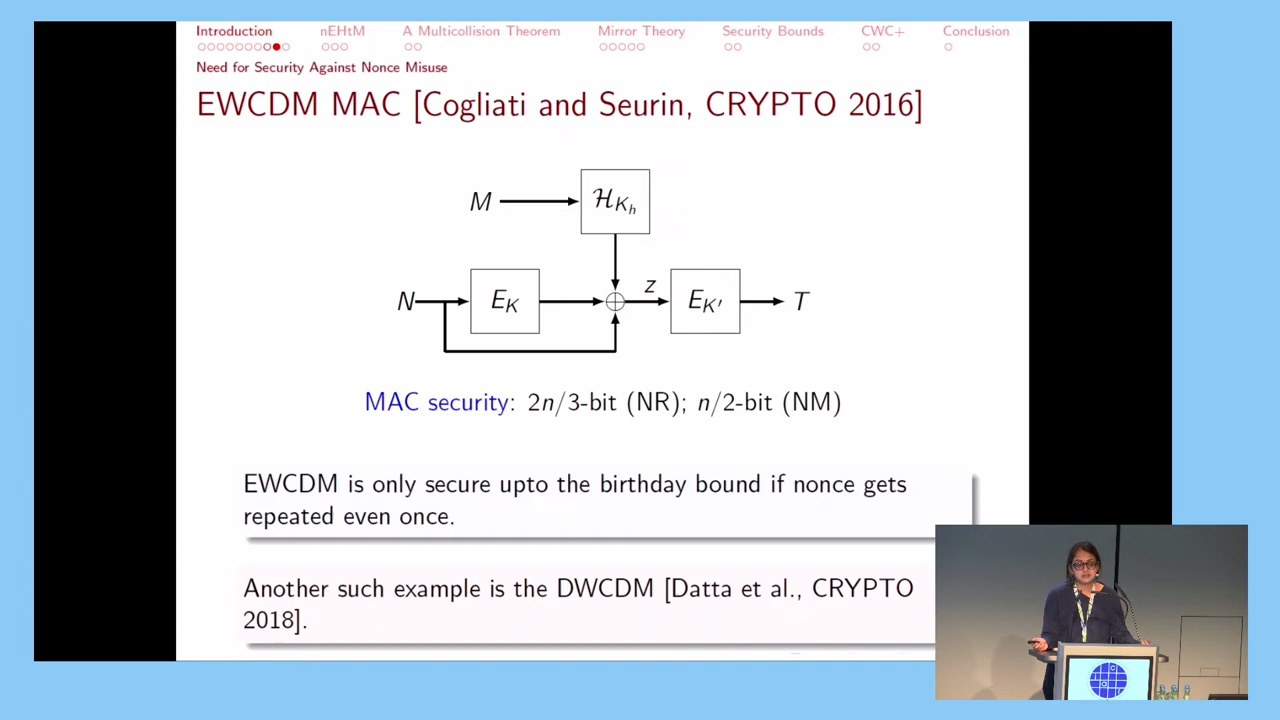 Introduction nEHtM A Multicollision Theorem Mirror Theory Security Bounds CWC+ Conclusion
Need for Security Against Nonce Misuse
EWCDM MAC [Cogliati and Seurin, CRYPTO 2016]
M
H_{K_h}
N
E_K
z
E_{K′}
T
MAC security: 2n/3-bit (NR); n/2-bit (NM)
EWCDM is only secure upto the birthday bound if nonce gets
repeated even once.
Another such example is the DWCDM [Datta et al., CRYPTO
2018].